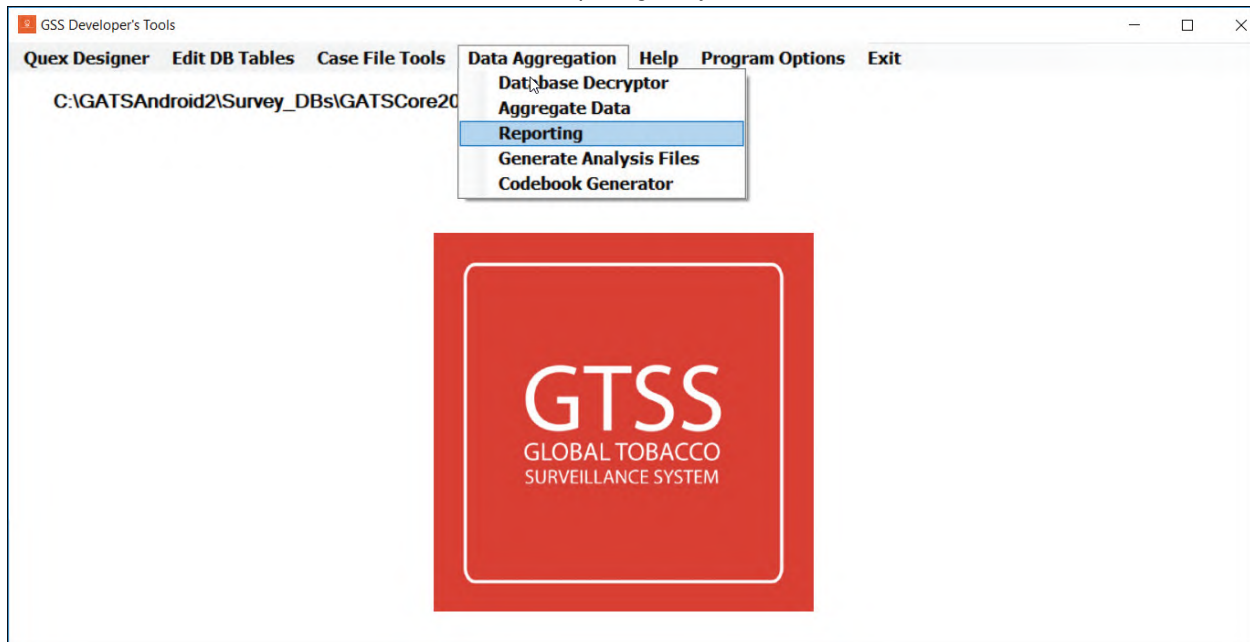 GSS Developer's Tools
Quex Designer Edit DB Tables Case File Tools Data Aggregation Help Program Options Exit
C:\GATSAndroid2\Survey_DBs\GATSCore20
Database Decryptor
Aggregate Data
Reporting
Generate Analysis Files
Codebook Generator
GTSS
GLOBAL TOBACCO
SURVEILLANCE SYSTEM